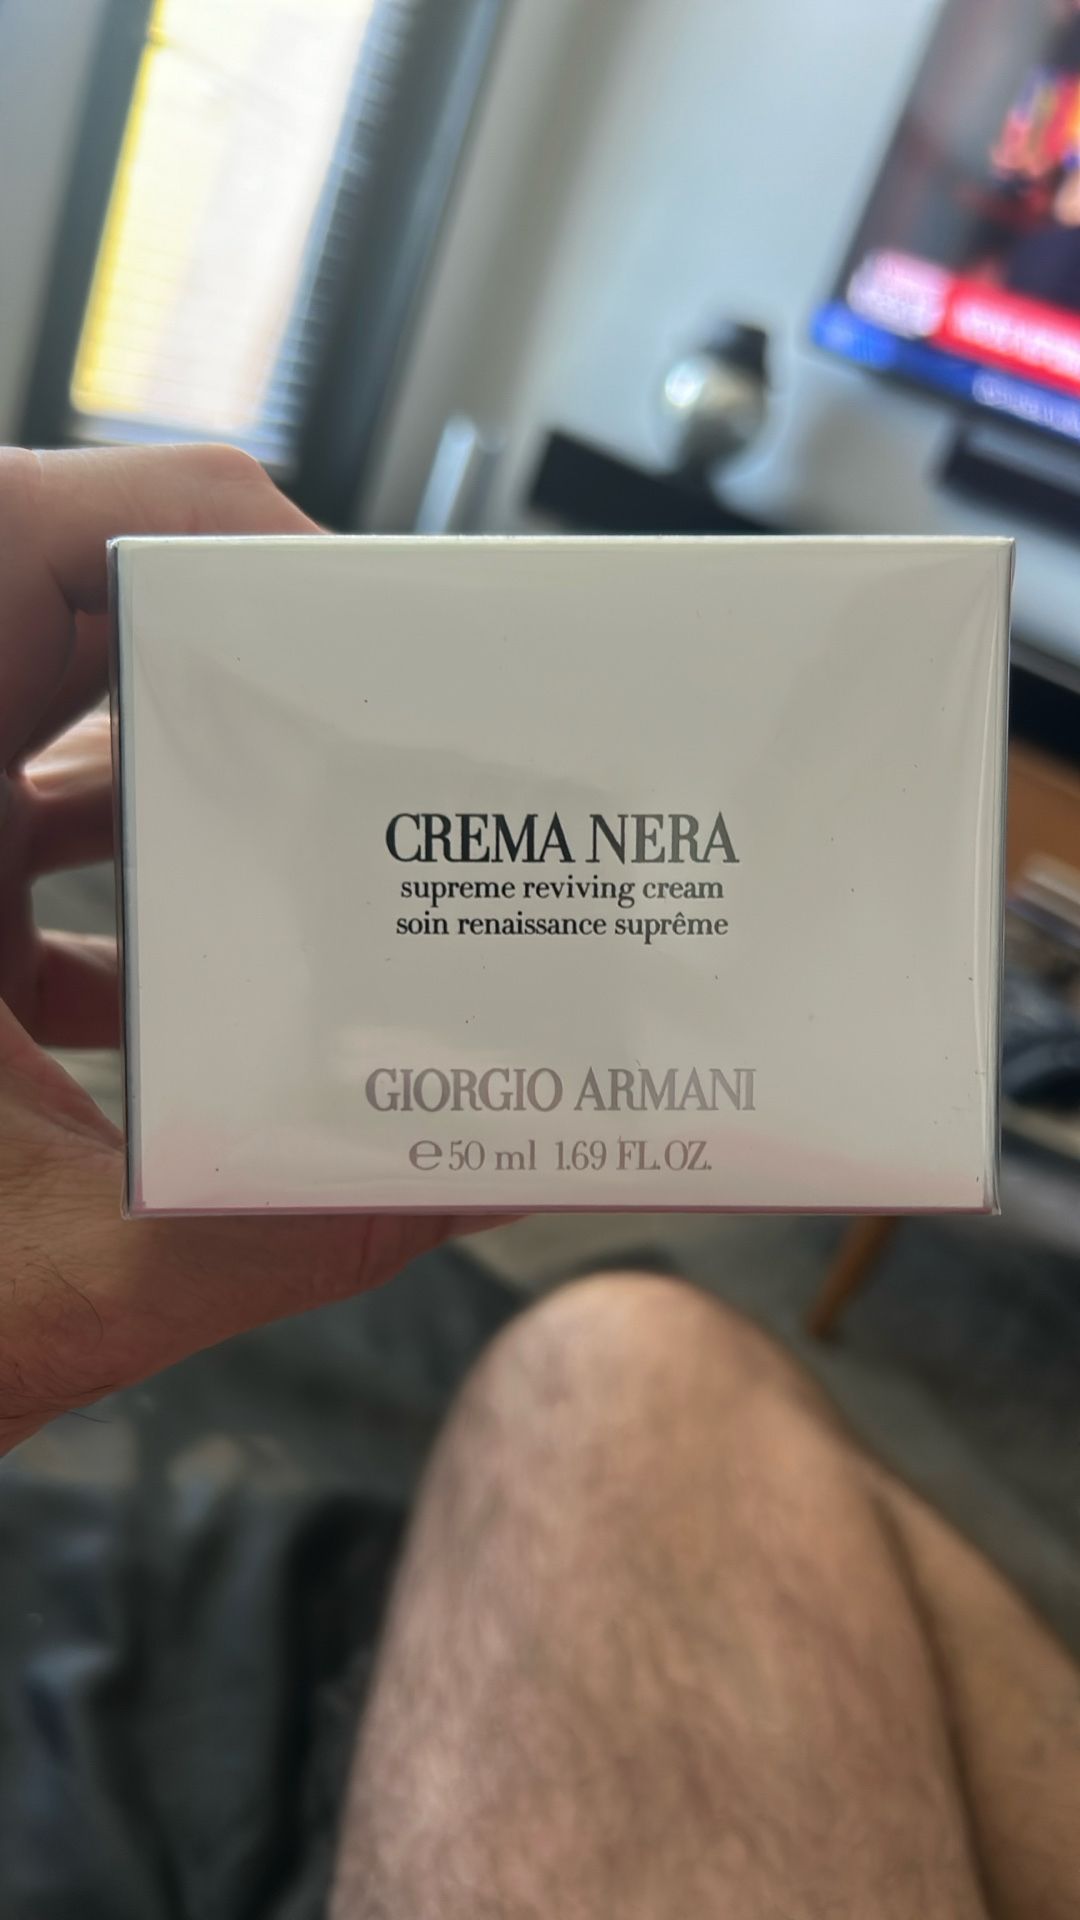 CREMA NERA
supreme reviving cream
soin renaissance suprême
GIORGIO ARMANI
℮50 ml 1.69 FL.OZ.